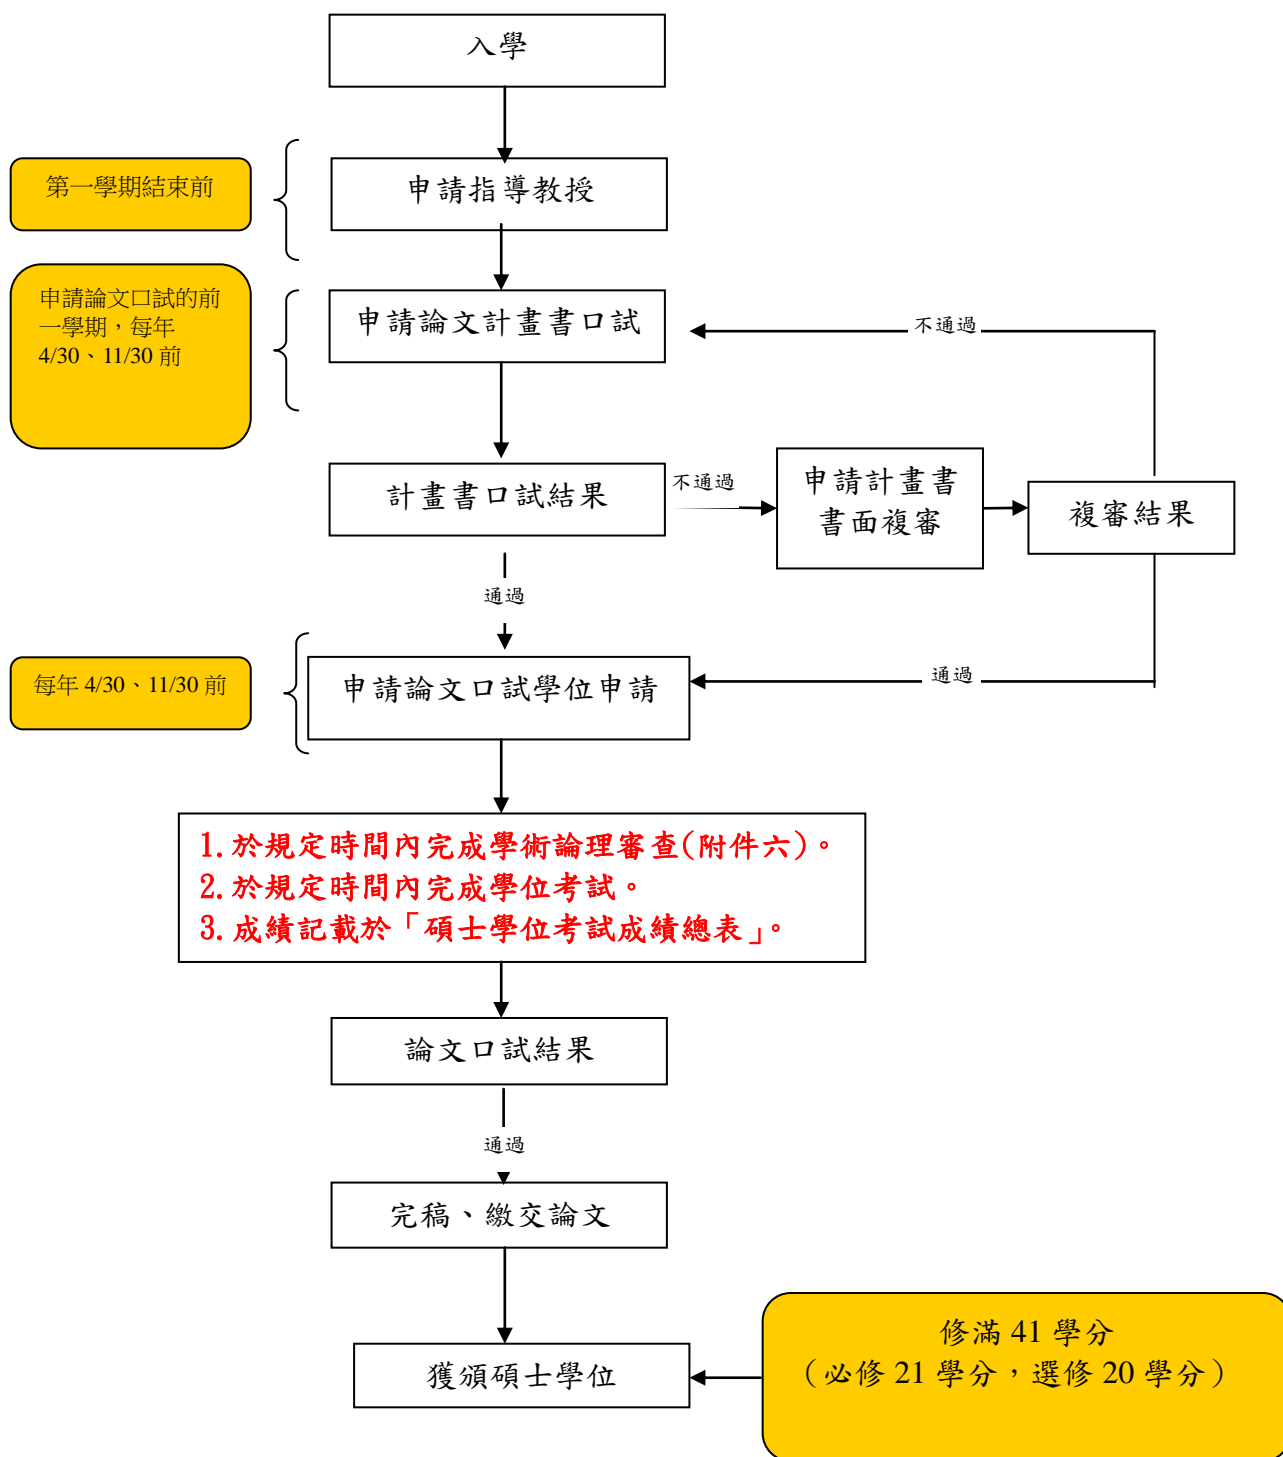 入學
第一學期結束前
申請指導教授
申請論文口試的前
一學期，每年
4/30、11/30 前
申請論文計畫書口試
不通過
計畫書口試結果
不通過
申請計畫書
書面複審
複審結果
通過
每年 4/30、11/30 前
申請論文口試學位申請
通過
1.於規定時間內完成學術論理審查(附件六)。
2.於規定時間內完成學位考試。
3.成績記載於「碩士學位考試成績總表」。
論文口試結果
通過
完稿、繳交論文
修滿 41 學分
（必修 21 學分，選修 20 學分）
獲頒碩士學位